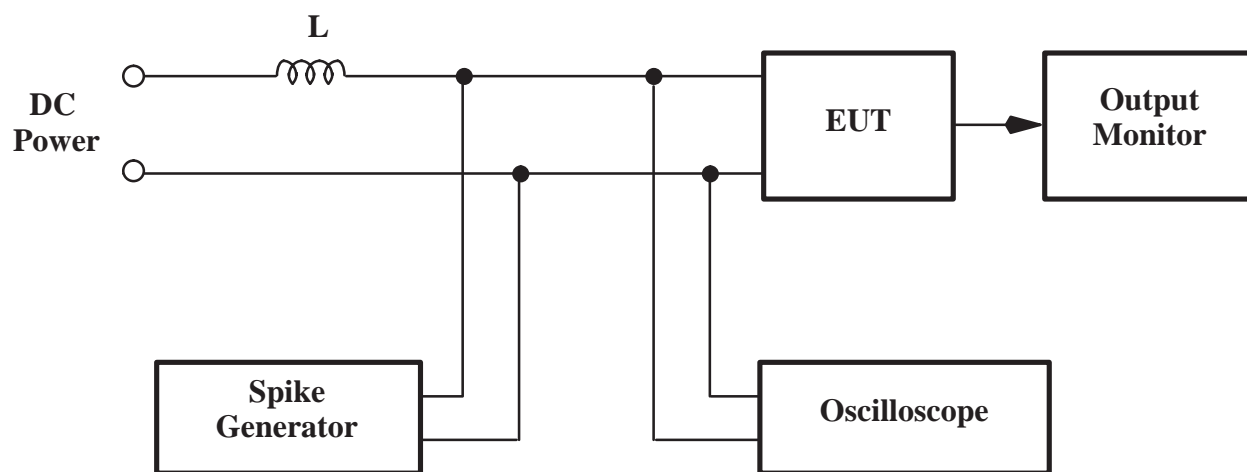 L
DC
Power
EUT
Output
Monitor
Spike
Generator
Oscilloscope